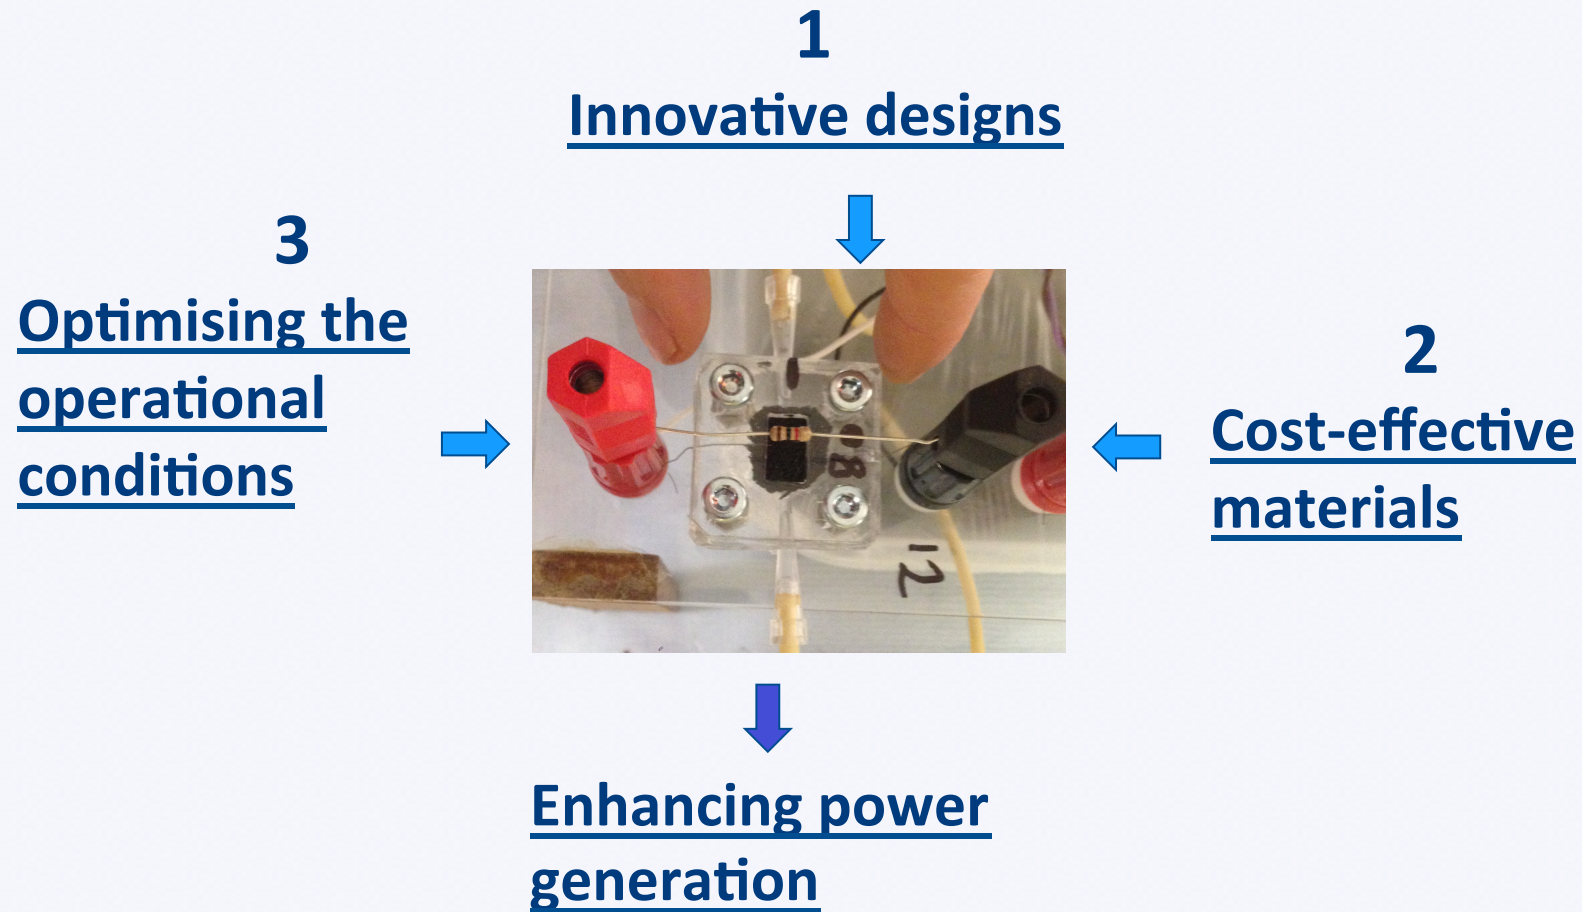 1
Innovative designs
3
Optimising the
operational
conditions
2
Cost-effective
materials
8
12
Enhancing power
generation